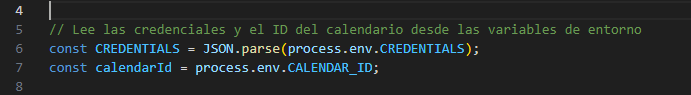 4
5 // Lee las credenciales y el ID del calendario desde las variables de entorno
6 const CREDENTIALS = JSON.parse(process.env.CREDENTIALS);
7 const calendarId = process.env.CALENDAR_ID;
8